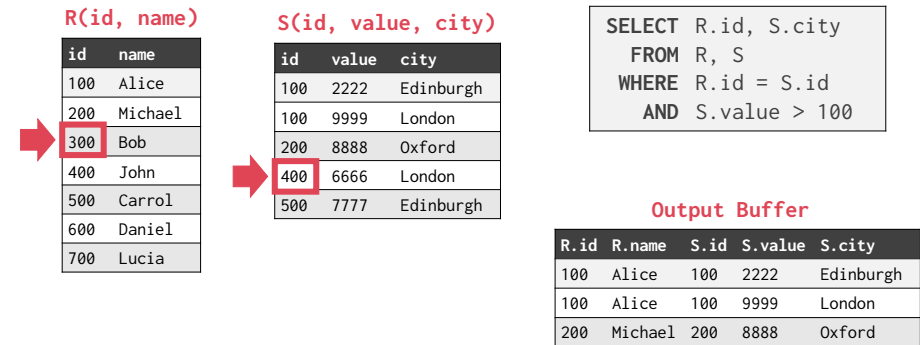 R(id, name)
id name
100 Alice
200 Michael
300 Bob
400 John
500 Carrol
600 Daniel
700 Lucia
S(id, value, city)
id value city
100 2222 Edinburgh
100 9999 London
200 8888 Oxford
400 6666 London
500 7777 Edinburgh
SELECT R.id, S.city
FROM R, S
WHERE R.id = S.id
AND S.value > 100
Output Buffer
R.id R.name S.id S.value S.city
100 Alice 100 2222 Edinburgh
100 Alice 100 9999 London
200 Michael 200 8888 Oxford